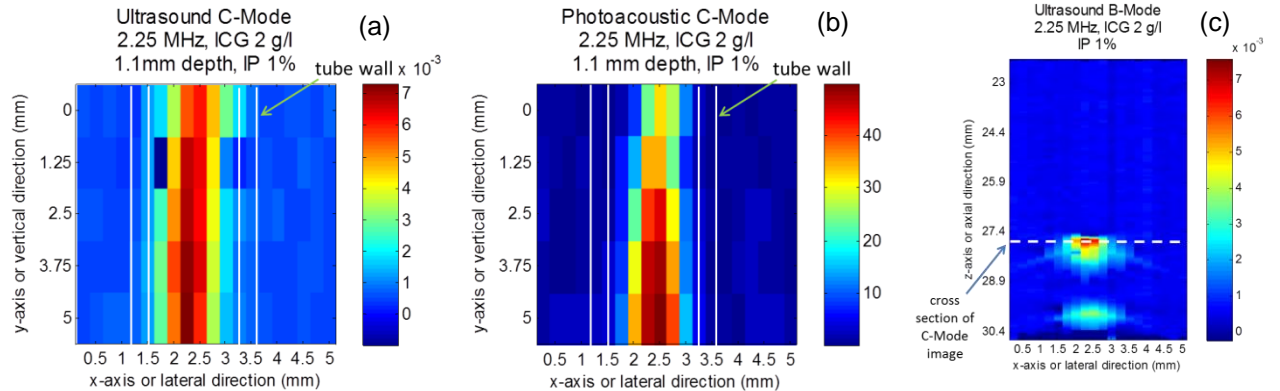 Ultrasound C-Mode
2.25 MHz, ICG 2 g/l
1.1mm depth, IP 1%
(a)
tube wall
x 10⁻³
0
1.25
2.5
3.75
5
y-axis or vertical direction (mm)
0.5 1 1.5 2 2.5 3 3.5 4 4.5 5
x-axis or lateral direction (mm)
7
6
5
4
3
2
1
0
Photoacoustic C-Mode
2.25 MHz, ICG 2 g/l
1.1 mm depth, IP 1%
(b)
tube wall
0
1.25
2.5
3.75
5
y-axis or vertical direction (mm)
0.5 1 1.5 2 2.5 3 3.5 4 4.5 5
x-axis or lateral direction (mm)
40
30
20
10
Ultrasound B-Mode
2.25 MHz, ICG 2 g/l
IP 1%
(c)
x 10⁻³
23
24.4
25.9
27.4
28.9
30.4
z-axis or axial direction (mm)
cross
section of
C-Mode
image
0.5 1 1.5 2 2.5 3 3.5 4 4.5 5
x-axis or lateral direction (mm)
7
6
5
4
3
2
1
0